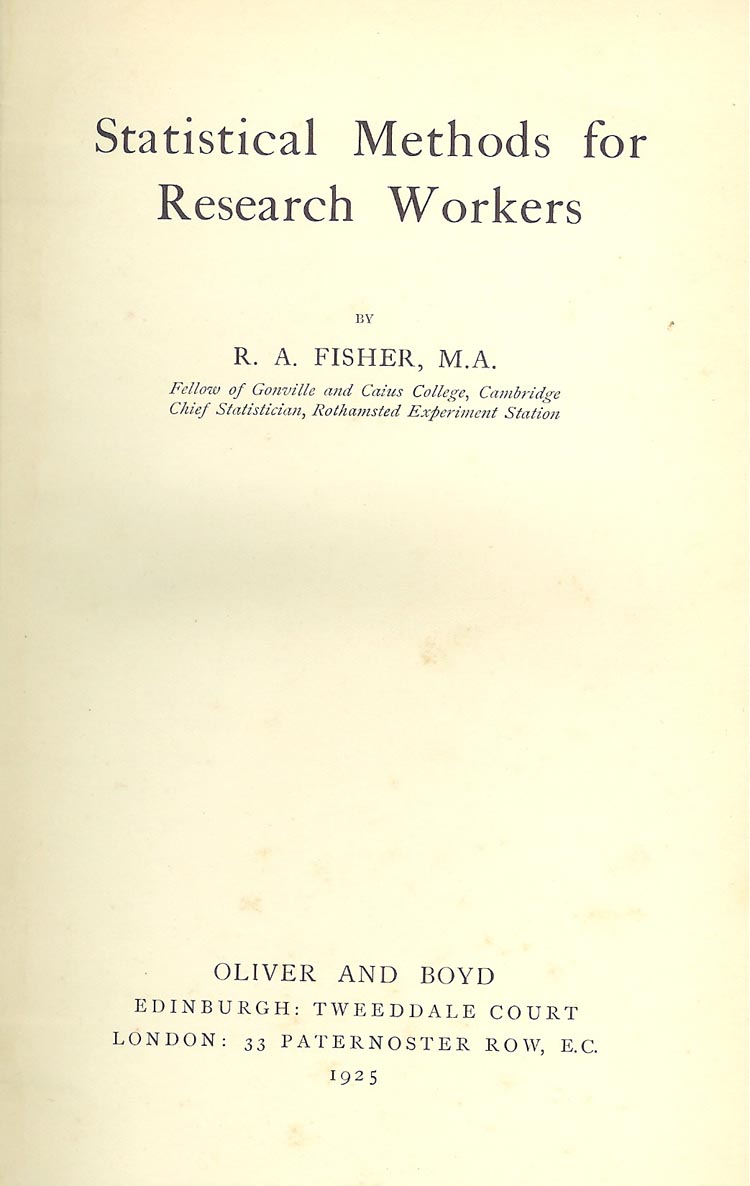 Statistical Methods for
Research Workers
BY
R. A. FISHER, M.A.
Fellow of Gonville and Caius College, Cambridge
Chief Statistician, Rothamsted Experiment Station
OLIVER AND BOYD
EDINBURGH: TWEEDDALE COURT
LONDON: 33 PATERNOSTER ROW, E.C.
1925